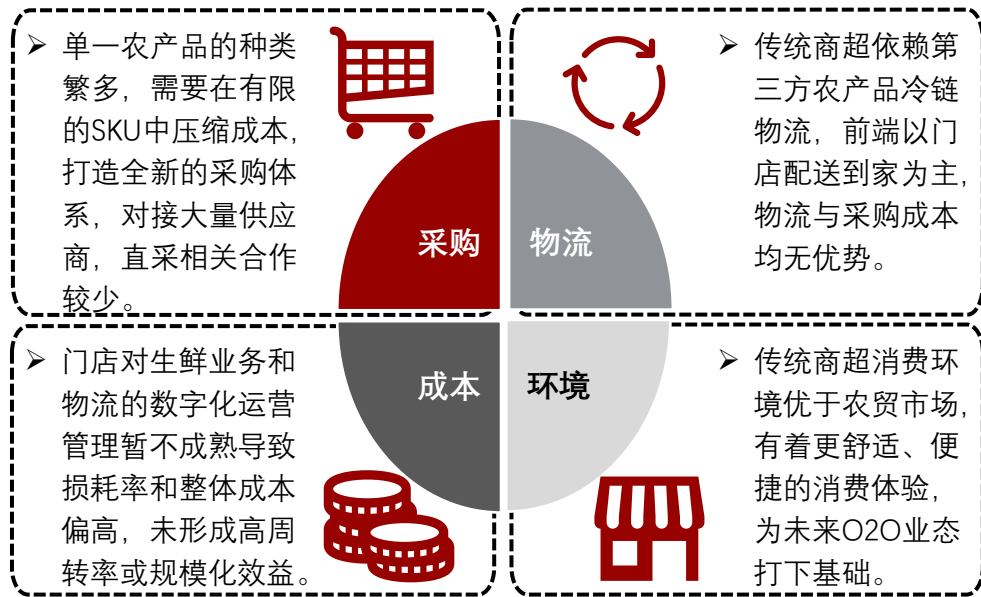 ➢ 单一农产品的种类
繁多，需要在有限
的SKU中压缩成本，
打造全新的采购体
系，对接大量供应
商，直采相关合作
较少。
➢ 传统商超依赖第
三方农产品冷链
物流，前端以门
店配送到家为主，
物流与采购成本
均无优势。
采购
物流
成本
环境
➢ 门店对生鲜业务和
物流的数字化运营
管理暂不成熟导致
损耗率和整体成本
偏高，未形成高周
转率或规模化效益。
➢ 传统商超消费环
境优于农贸市场，
有着更舒适、便
捷的消费体验，
为未来O2O业态
打下基础。